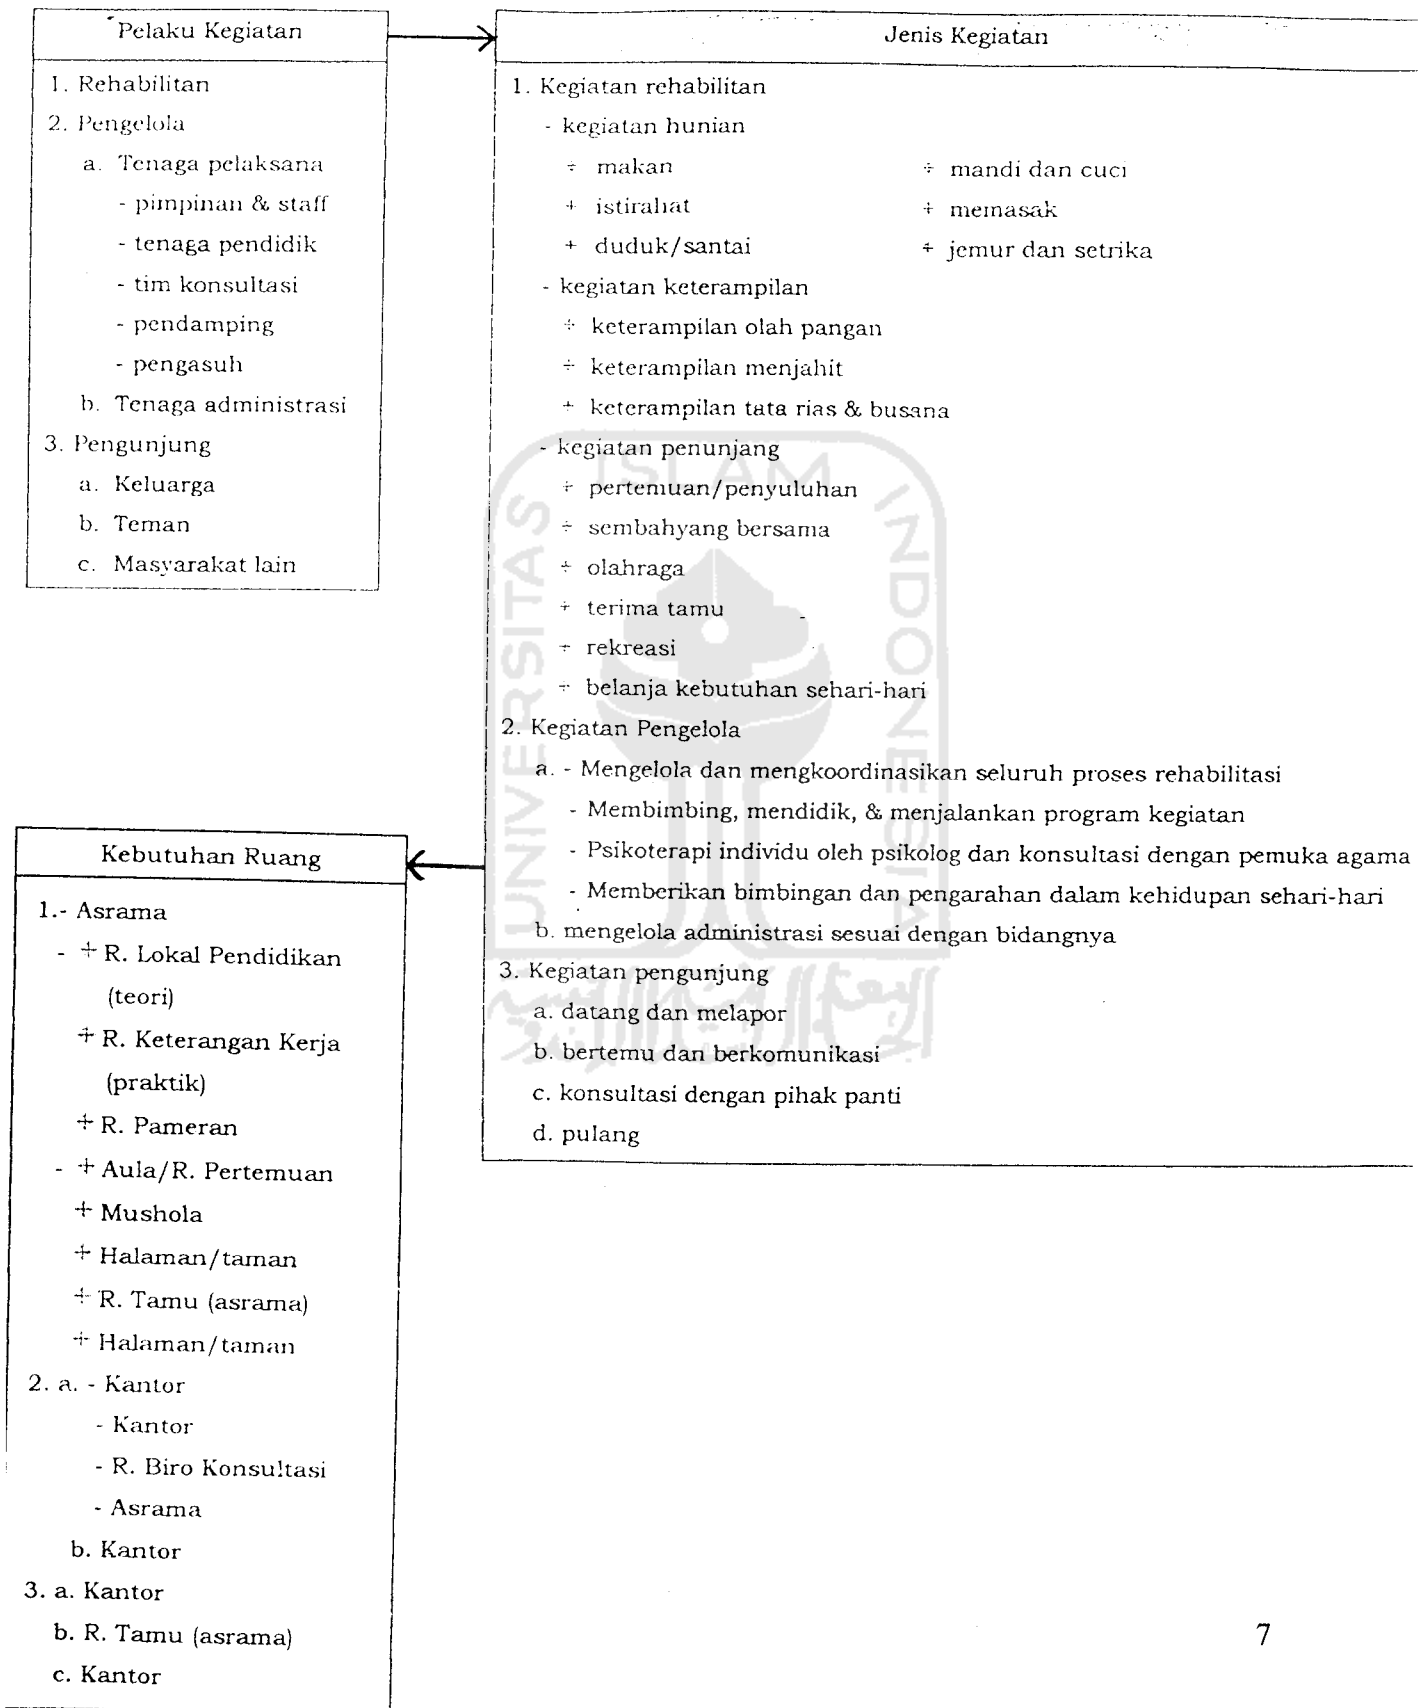 Pelaku Kegiatan
1. Rehabilitan
2. Pengelola
a. Tenaga pelaksana
- pimpinan & staff
- tenaga pendidik
- tim konsultasi
- pendamping
- pengasuh
b. Tenaga administrasi
3. Pengunjung
a. Keluarga
b. Teman
c. Masyarakat lain
Jenis Kegiatan
1. Kegiatan rehabilitan
- kegiatan hunian
+ makan + mandi dan cuci
+ istirahat + memasak
+ duduk/santai + jemur dan setrika
- kegiatan keterampilan
+ keterampilan olah pangan
+ keterampilan menjahit
+ keterampilan tata rias & busana
- kegiatan penunjang
+ pertemuan/penyuluhan
+ sembahyang bersama
+ olahraga
+ terima tamu
+ rekreasi
+ belanja kebutuhan sehari-hari
2. Kegiatan Pengelola
a. - Mengelola dan mengkoordinasikan seluruh proses rehabilitasi
- Membimbing, mendidik, & menjalankan program kegiatan
- Psikoterapi individu oleh psikolog dan konsultasi dengan pemuka agama
- Memberikan bimbingan dan pengarahan dalam kehidupan sehari-hari
b. mengelola administrasi sesuai dengan bidangnya
3. Kegiatan pengunjung
a. datang dan melapor
b. bertemu dan berkomunikasi
c. konsultasi dengan pihak panti
d. pulang
Kebutuhan Ruang
1.- Asrama
- + R. Lokal Pendidikan
(teori)
+ R. Keterangan Kerja
(praktik)
+ R. Pameran
- + Aula/R. Pertemuan
+ Mushola
+ Halaman/taman
+ R. Tamu (asrama)
+ Halaman/taman
2. a. - Kantor
- Kantor
- R. Biro Konsultasi
- Asrama
b. Kantor
3. a. Kantor
b. R. Tamu (asrama)
c. Kantor
7
UNIVERSITAS
ISLAM
INDONESIA